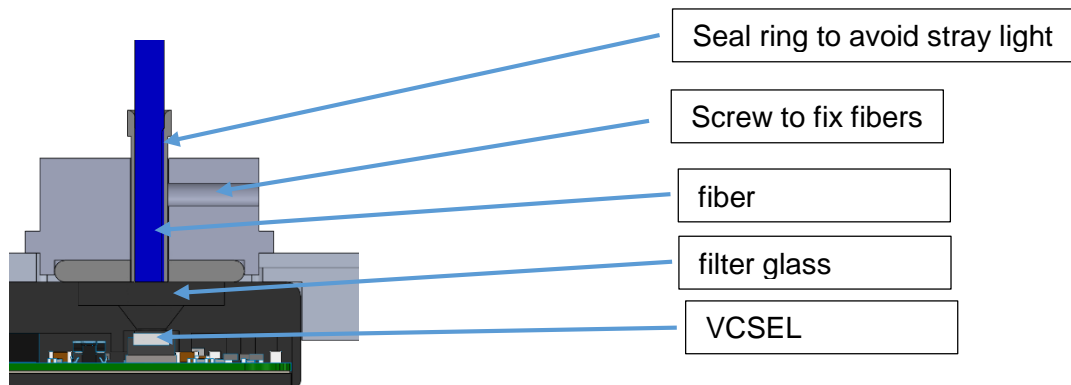 Seal ring to avoid stray light
Screw to fix fibers
fiber
filter glass
VCSEL